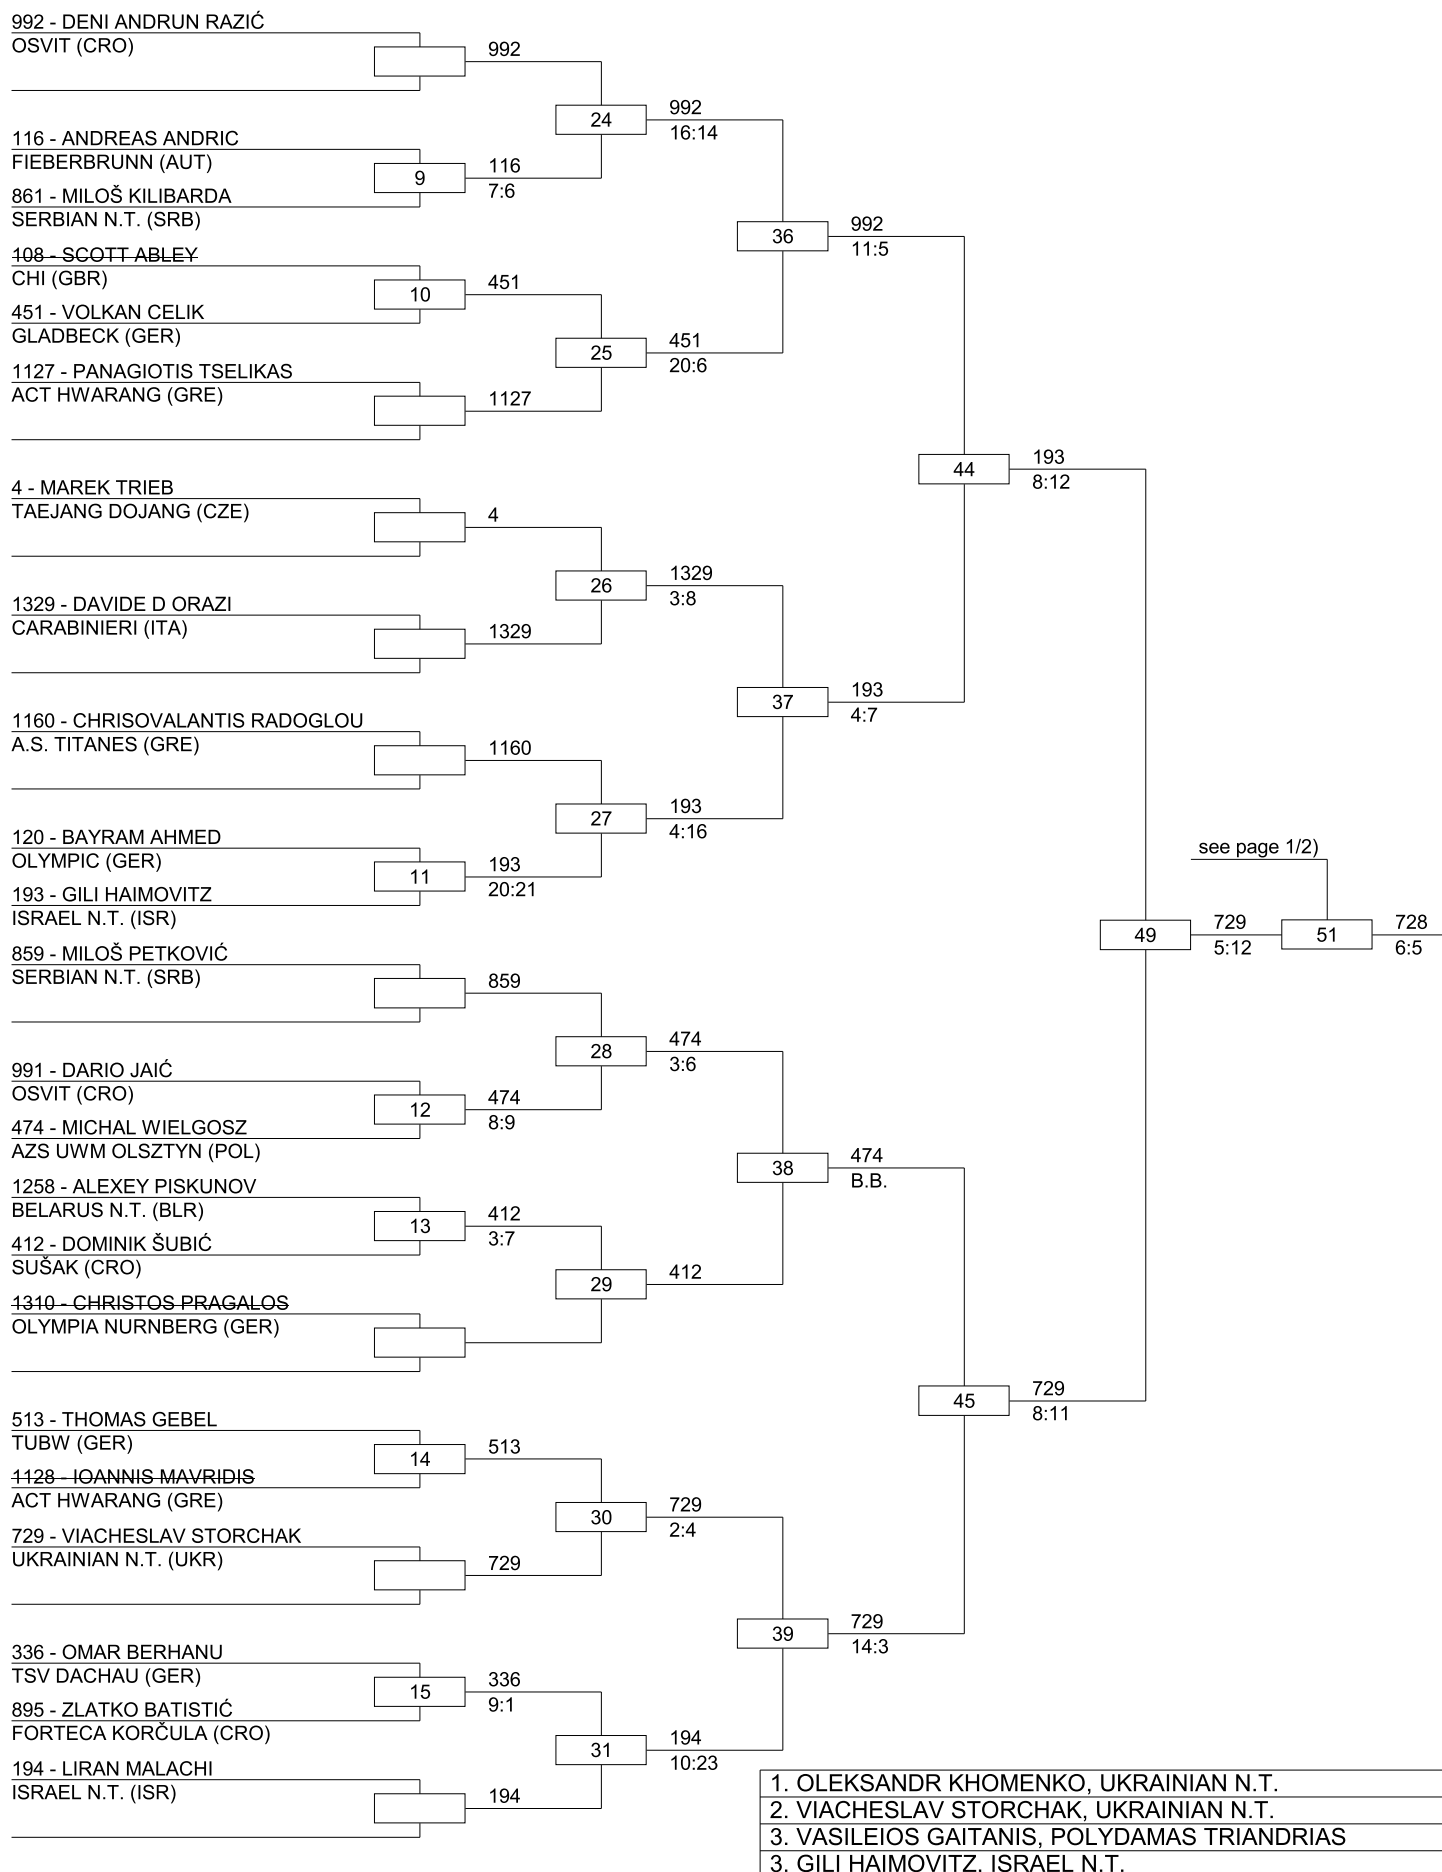 992 - DENI ANDRUN RAZIĆ
OSVIT (CRO)
992
24
992
16:14
116 - ANDREAS ANDRIC
FIEBERBRUNN (AUT)
9
116
7:6
861 - MILOŠ KILIBARDA
SERBIAN N.T. (SRB)
36
992
11:5
108 - SCOTT ABLEY
CHI (GBR)
10
451
451 - VOLKAN CELIK
GLADBECK (GER)
25
451
20:6
1127 - PANAGIOTIS TSELIKAS
ACT HWARANG (GRE)
1127
44
193
8:12
4 - MAREK TRIEB
TAEJANG DOJANG (CZE)
4
26
1329
3:8
1329 - DAVIDE D ORAZI
CARABINIERI (ITA)
1329
37
193
4:7
1160 - CHRISOVALANTIS RADOGLOU
A.S. TITANES (GRE)
1160
27
193
4:16
120 - BAYRAM AHMED
OLYMPIC (GER)
11
193
20:21
193 - GILI HAIMOVITZ
ISRAEL N.T. (ISR)
see page 1/2)
49
729
5:12
51
728
6:5
859 - MILOŠ PETKOVIĆ
SERBIAN N.T. (SRB)
859
28
474
3:6
991 - DARIO JAIĆ
OSVIT (CRO)
12
474
8:9
474 - MICHAL WIELGOSZ
AZS UWM OLSZTYN (POL)
38
474
B.B.
1258 - ALEXEY PISKUNOV
BELARUS N.T. (BLR)
13
412
3:7
412 - DOMINIK ŠUBIĆ
SUŠAK (CRO)
29
412
1310 - CHRISTOS PRAGALOS
OLYMPIA NURNBERG (GER)
45
729
8:11
513 - THOMAS GEBEL
TUBW (GER)
14
513
1128 - IOANNIS MAVRIDIS
ACT HWARANG (GRE)
30
729
2:4
729 - VIACHESLAV STORCHAK
UKRAINIAN N.T. (UKR)
729
39
729
14:3
336 - OMAR BERHANU
TSV DACHAU (GER)
15
336
9:1
895 - ZLATKO BATISTIĆ
FORTECA KORČULA (CRO)
31
194
10:23
194 - LIRAN MALACHI
ISRAEL N.T. (ISR)
194
1. OLEKSANDR KHOMENKO, UKRAINIAN N.T.
2. VIACHESLAV STORCHAK, UKRAINIAN N.T.
3. VASILEIOS GAITANIS, POLYDAMAS TRIANDRIAS
3. GILI HAIMOVITZ, ISRAEL N.T.